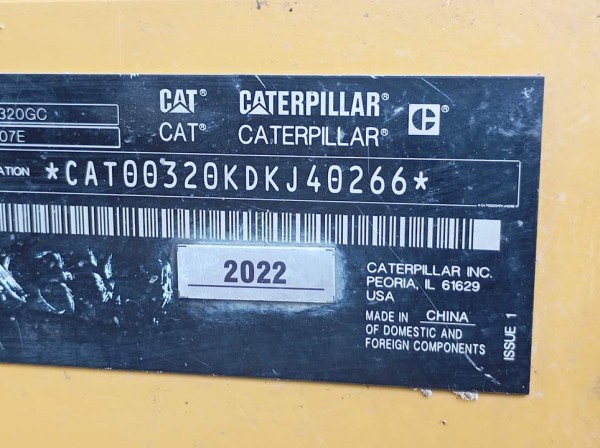 CAT® CATERPILLAR®
320GC
CAT® CATERPILLAR®
07E
*CAT00320KDKJ40266*
2022
CATERPILLAR INC.
PEORIA, IL 61629
USA
MADE IN CHINA
OF DOMESTIC AND
FOREIGN COMPONENTS
ISSUE 1